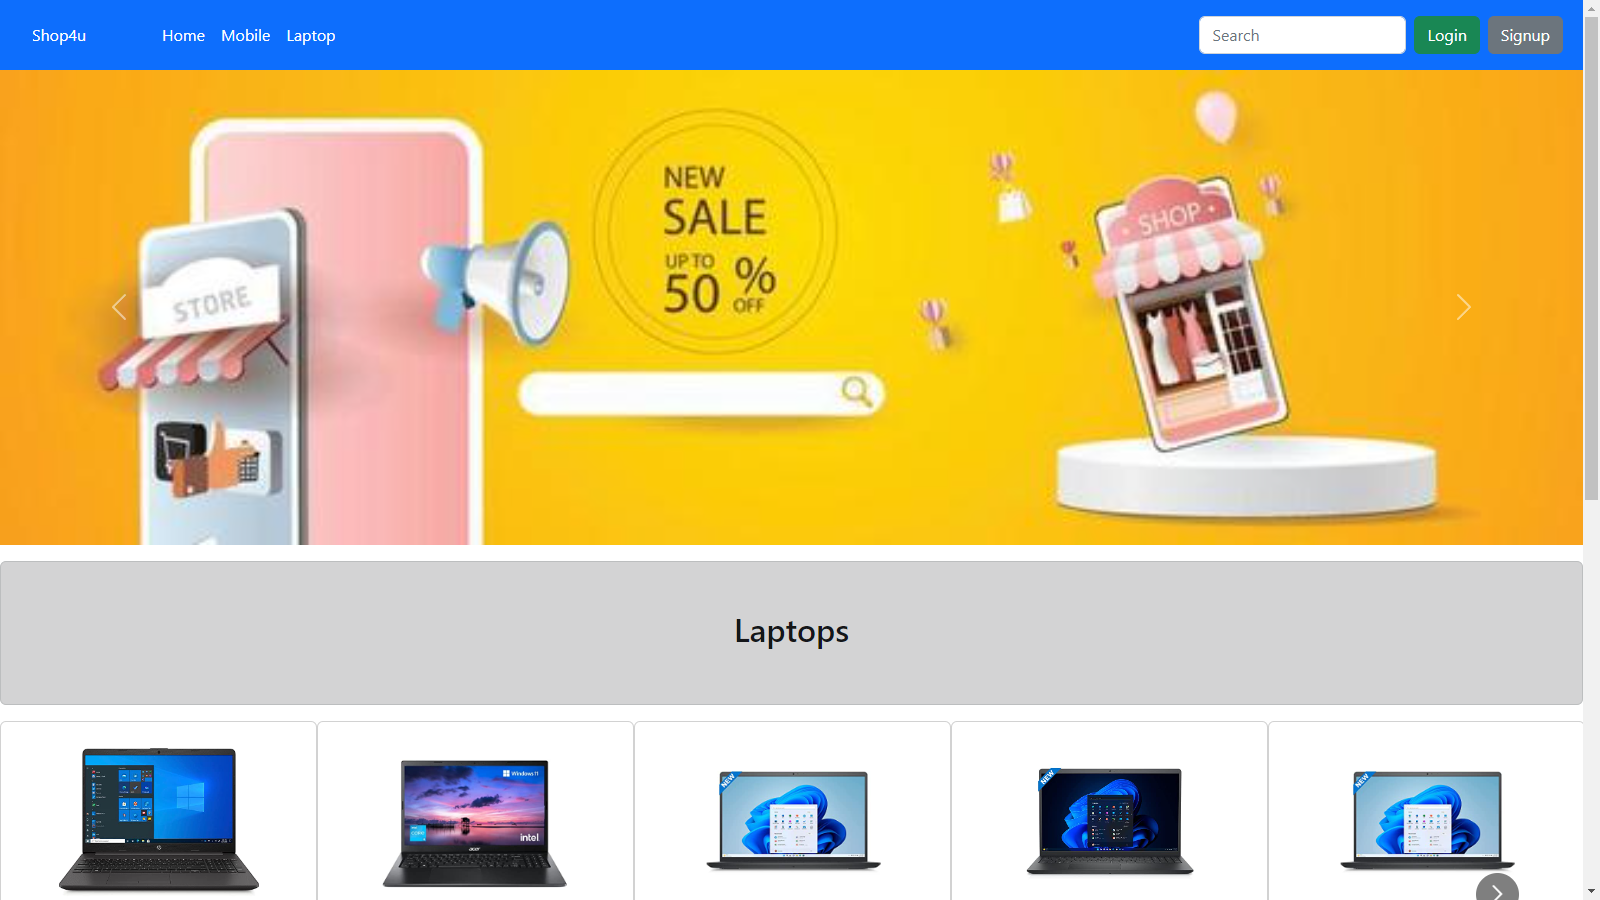 Shop4u
Home Mobile Laptop
Search
Login
Signup
NEW
SALE
UP TO
50 %
OFF
STORE
SHOP
Laptops
Windows 11
intel
acer
NEW
NEW
NEW